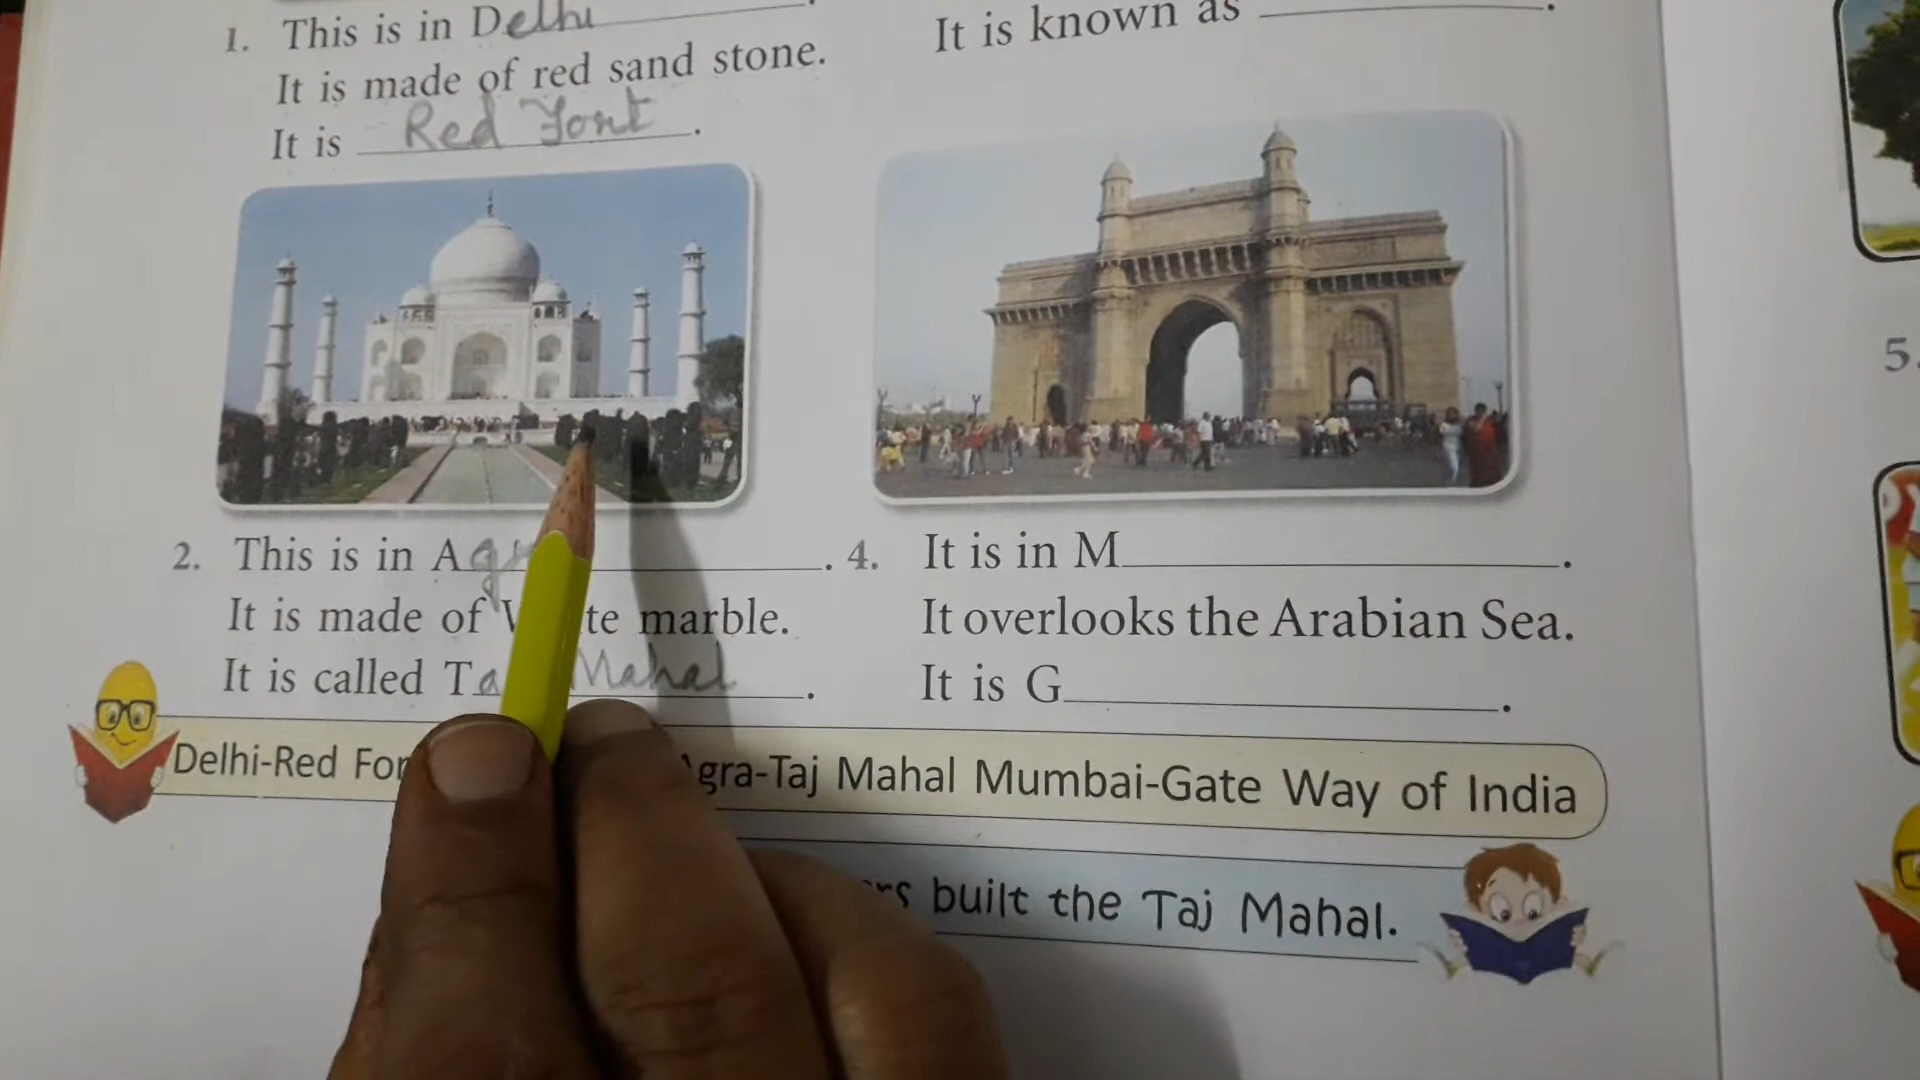 1. This is in Delhi.
It is made of red sand stone.
It is Red Fort.
2. This is in Ag
It is made of te marble.
It is called Ta Mahal.
It is known as
4. It is in M.
It overlooks the Arabian Sea.
It is G.
Delhi-Red For gra-Taj Mahal Mumbai-Gate Way of India
built the Taj Mahal.
5.